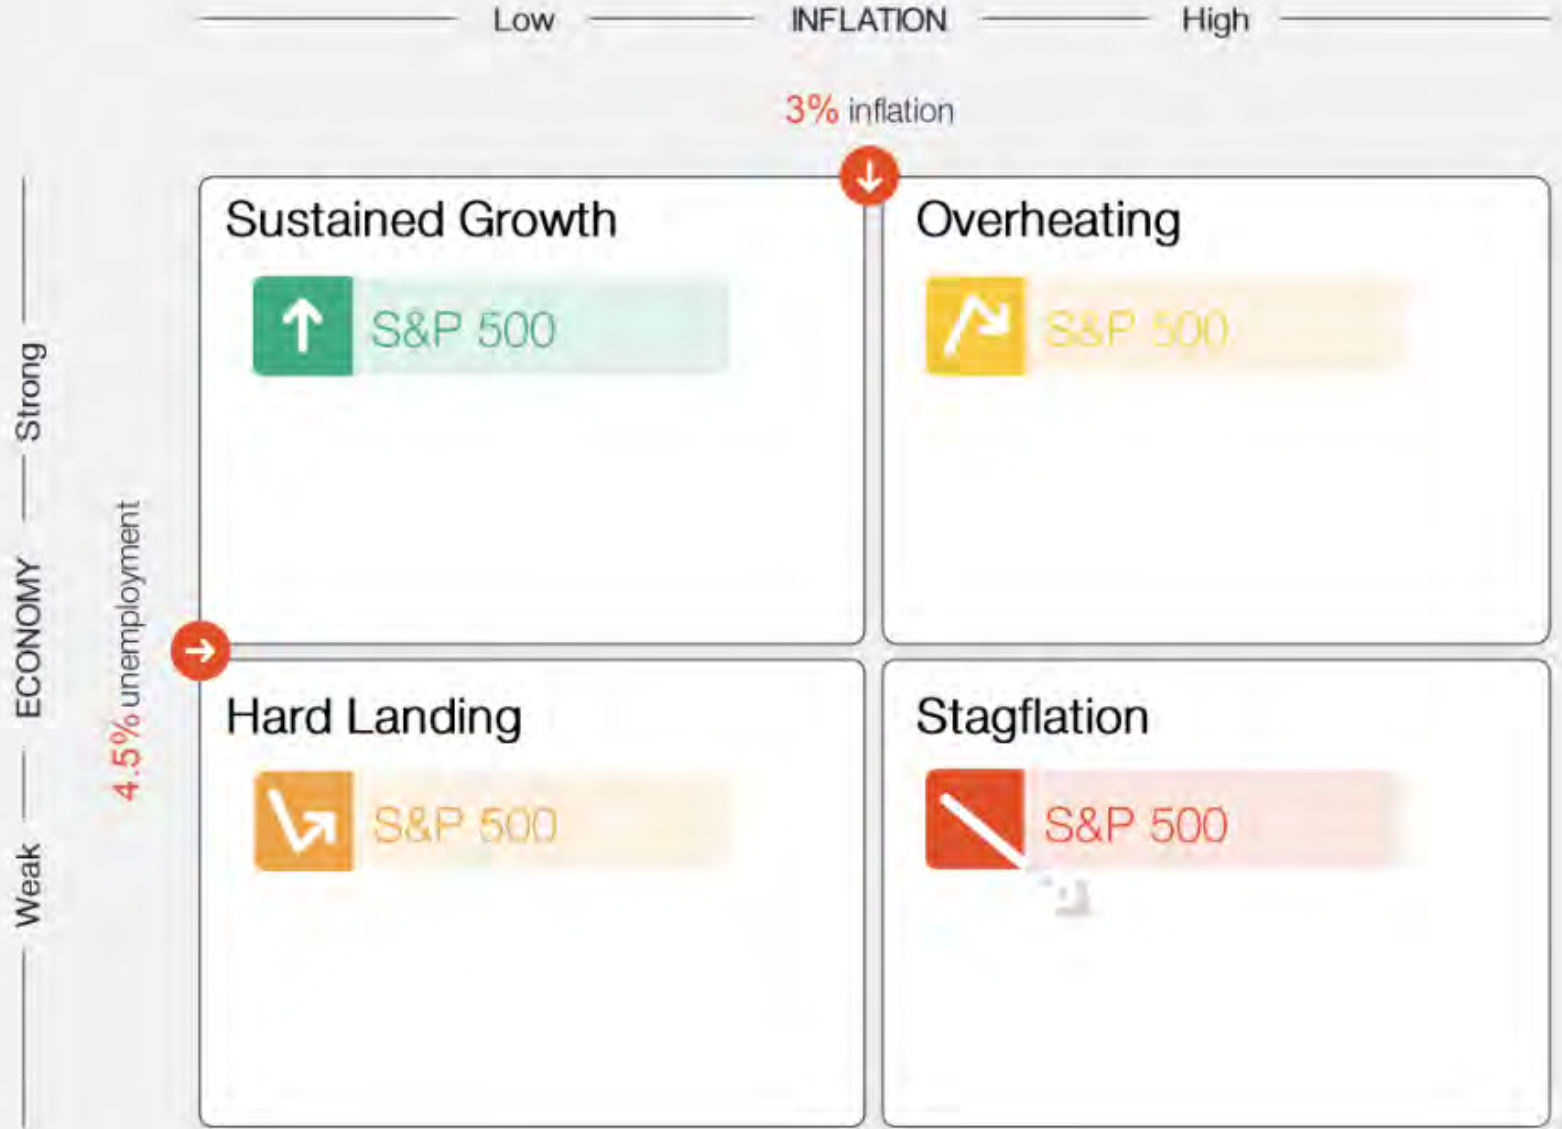 Low INFLATION High
3% inflation
Sustained Growth
S&P 500
Overheating
S&P 500
Strong
ECONOMY
Weak
4.5% unemployment
Hard Landing
S&P 500
Stagflation
S&P 500